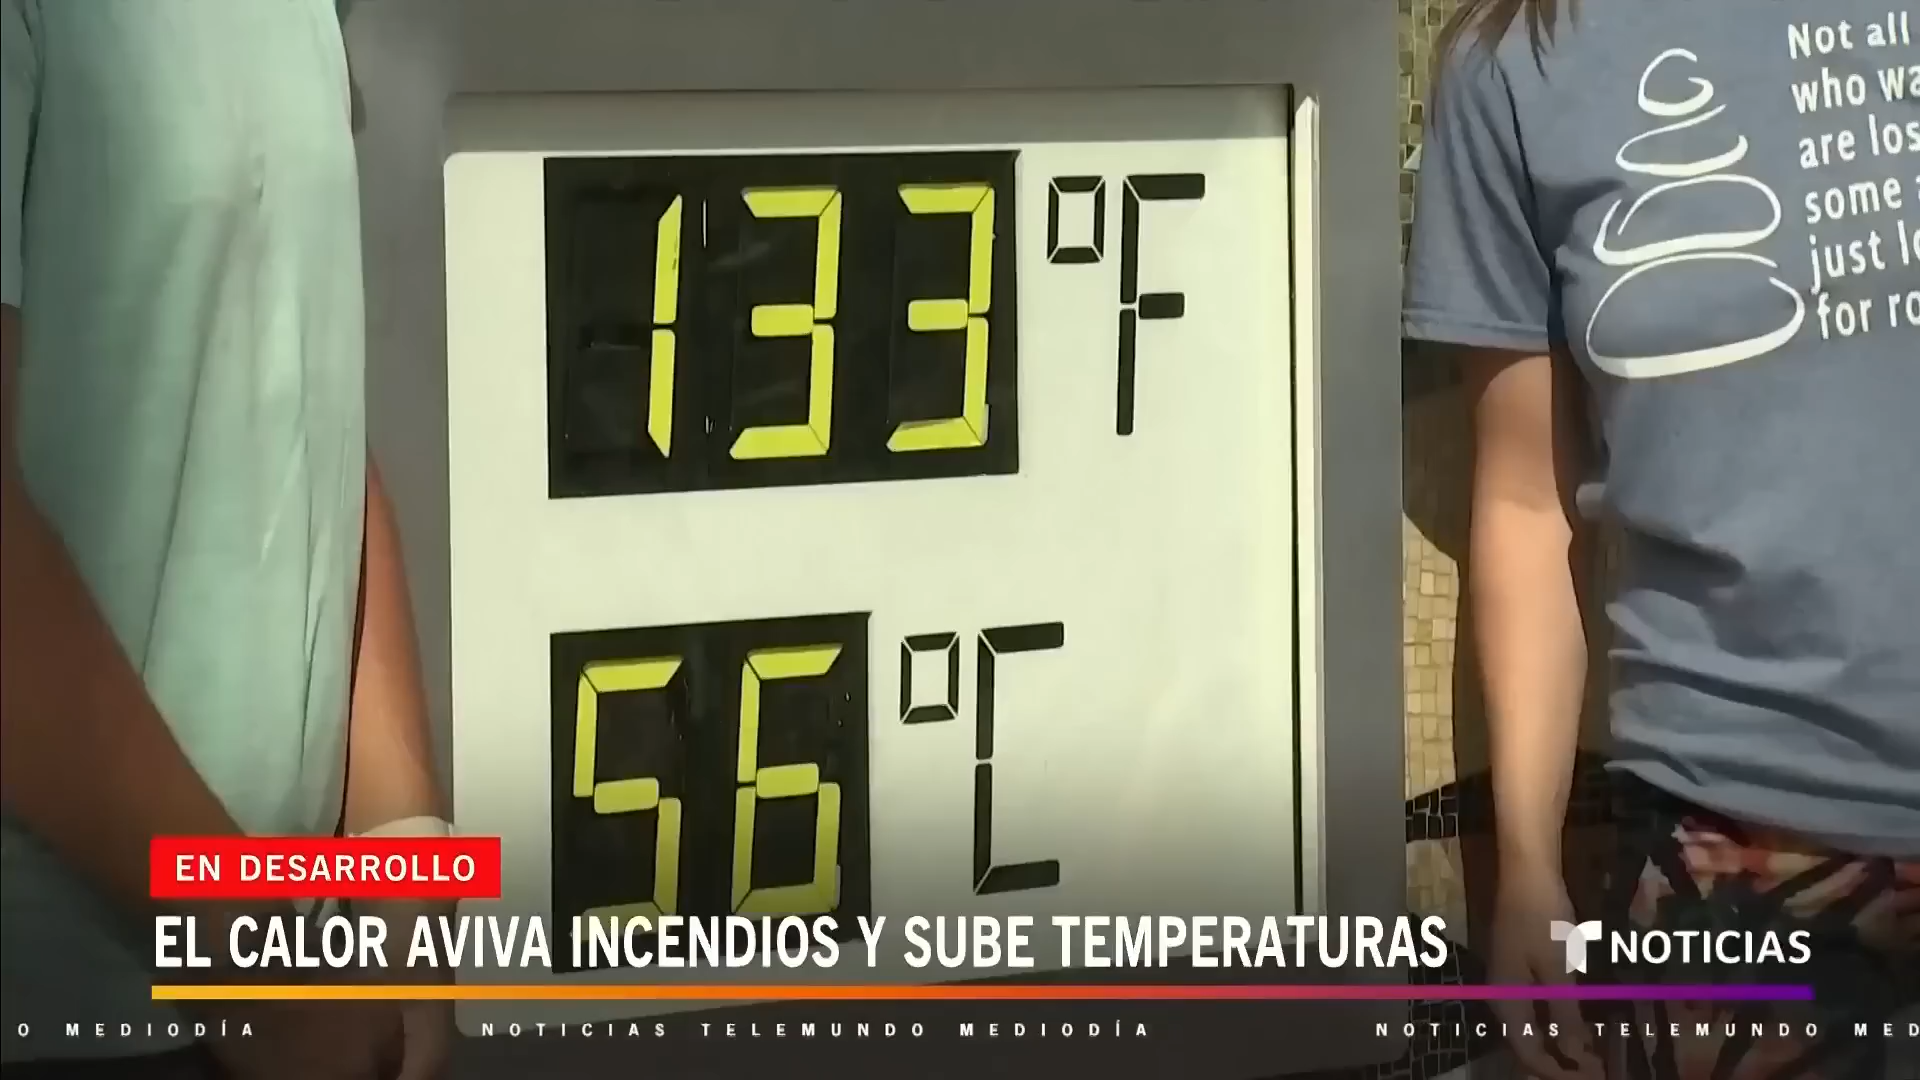 133 °F
56 °C
Not all
who wa
are los
some a
just lo
for ro
EN DESARROLLO
EL CALOR AVIVA INCENDIOS Y SUBE TEMPERATURAS
NOTICIAS
O MEDIODÍA NOTICIAS TELEMUNDO MEDIODÍA NOTICIAS TELEMUNDO MED